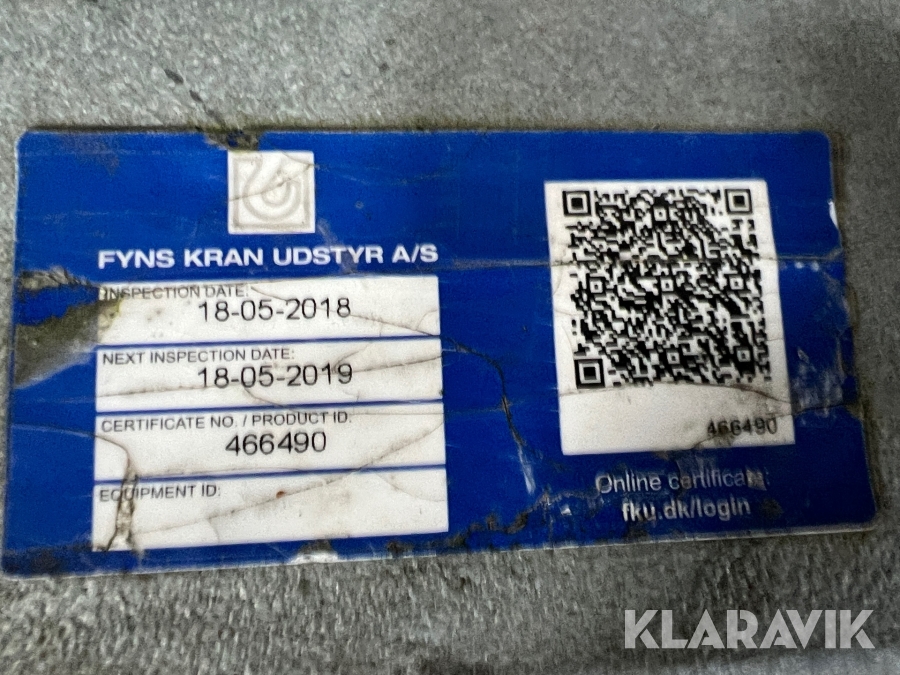 FYNS KRAN UDSTYR A/S
INSPECTION DATE:
18-05-2018
NEXT INSPECTION DATE:
18-05-2019
CERTIFICATE NO. / PRODUCT ID.
466490
EQUIPMENT ID:
466490
Online certificate:
fku.dk/login
KLARAVIK